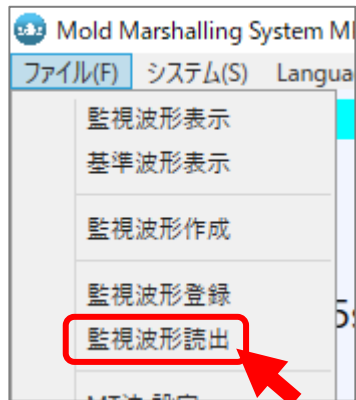 Mold Marshalling System M
ファイル(F) システム(S) Langua
監視波形表示
基準波形表示
監視波形作成
監視波形登録
監視波形読出